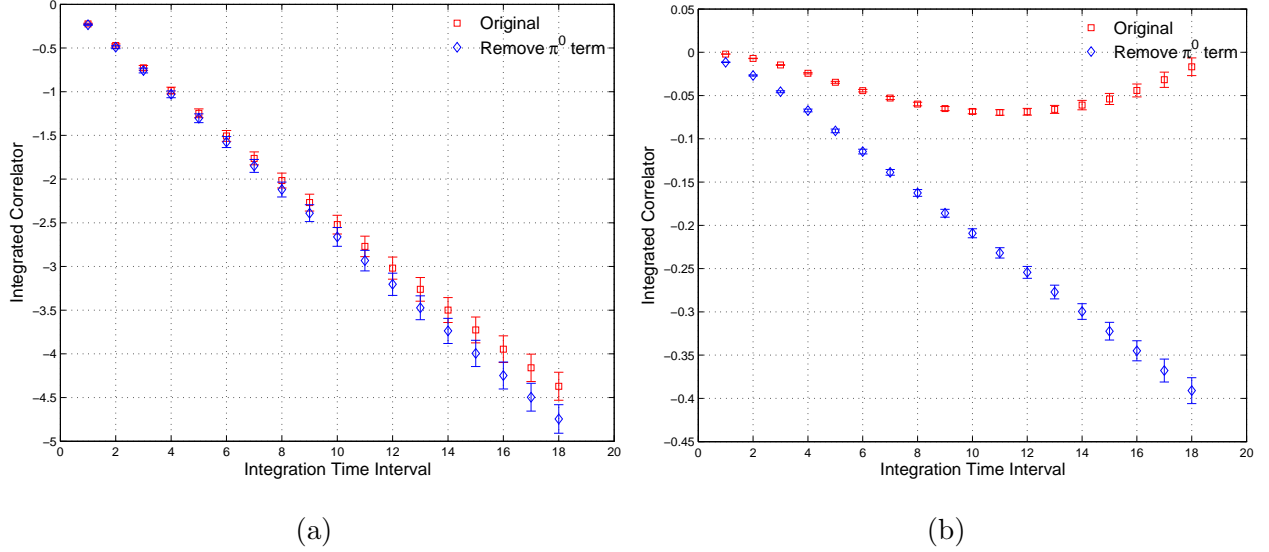 0
−0.5
−1
−1.5
−2
−2.5
−3
−3.5
−4
−4.5
−5
0 2 4 6 8 10 12 14 16 18 20
Integration Time Interval
Integrated Correlator
Original
Remove π⁰ term
(a)
0.05
0
−0.05
−0.1
−0.15
−0.2
−0.25
−0.3
−0.35
−0.4
−0.45
0 2 4 6 8 10 12 14 16 18 20
Integration Time Interval
Integrated Correlator
Original
Remove π⁰ term
(b)